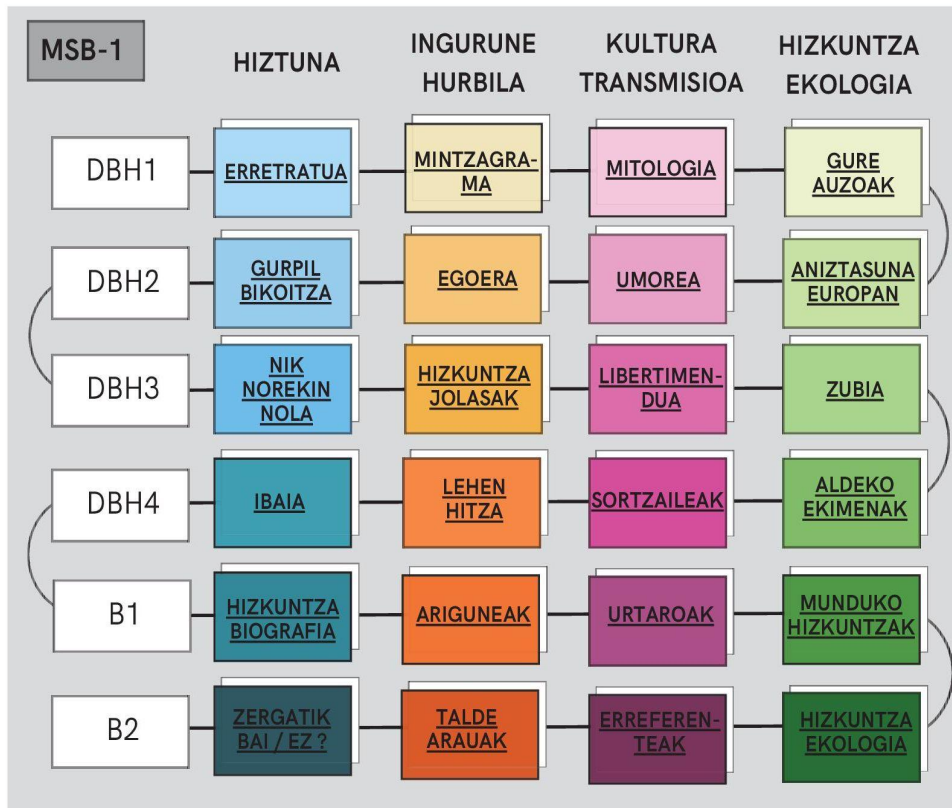 MSB-1
HIZTUNA
INGURUNE
HURBILA
KULTURA
TRANSMISIOA
HIZKUNTZA
EKOLOGIA
DBH1
ERRETRATUA
MINTZAGRA-
MA
MITOLOGIA
GURE
AUZOAK
DBH2
GURPIL
BIKOITZA
EGOERA
UMOREA
ANIZTASUNA
EUROPAN
DBH3
NIK
NOREKIN
NOLA
HIZKUNTZA
JOLASAK
LIBERTIMEN-
DUA
ZUBIA
DBH4
IBAIA
LEHEN
HITZA
SORTZAILEAK
ALDEKO
EKIMENAK
B1
HIZKUNTZA
BIOGRAFIA
ARIGUNEAK
URTAROAK
MUNDUKO
HIZKUNTZAK
B2
ZERGATIK
BAI / EZ ?
TALDE
ARAUAK
ERREFEREN-
TEAK
HIZKUNTZA
EKOLOGIA